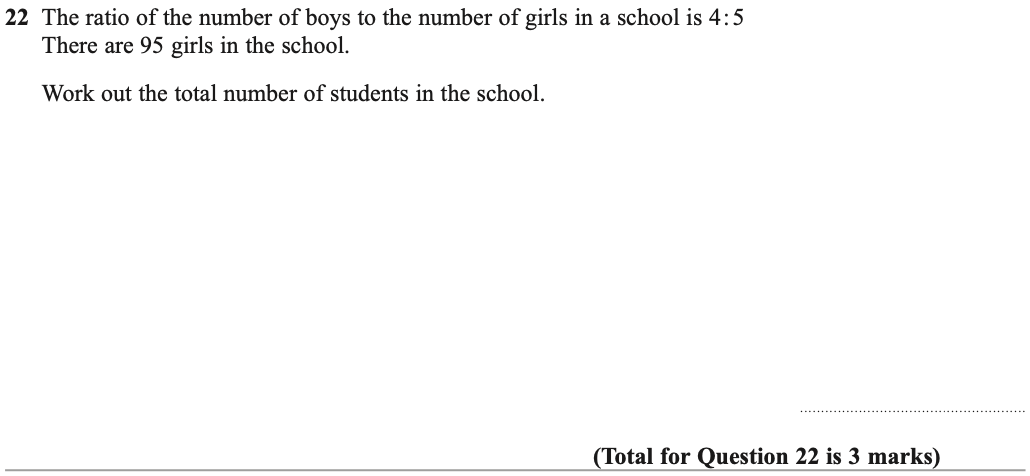 22 The ratio of the number of boys to the number of girls in a school is 4:5
There are 95 girls in the school.
Work out the total number of students in the school.
(Total for Question 22 is 3 marks)